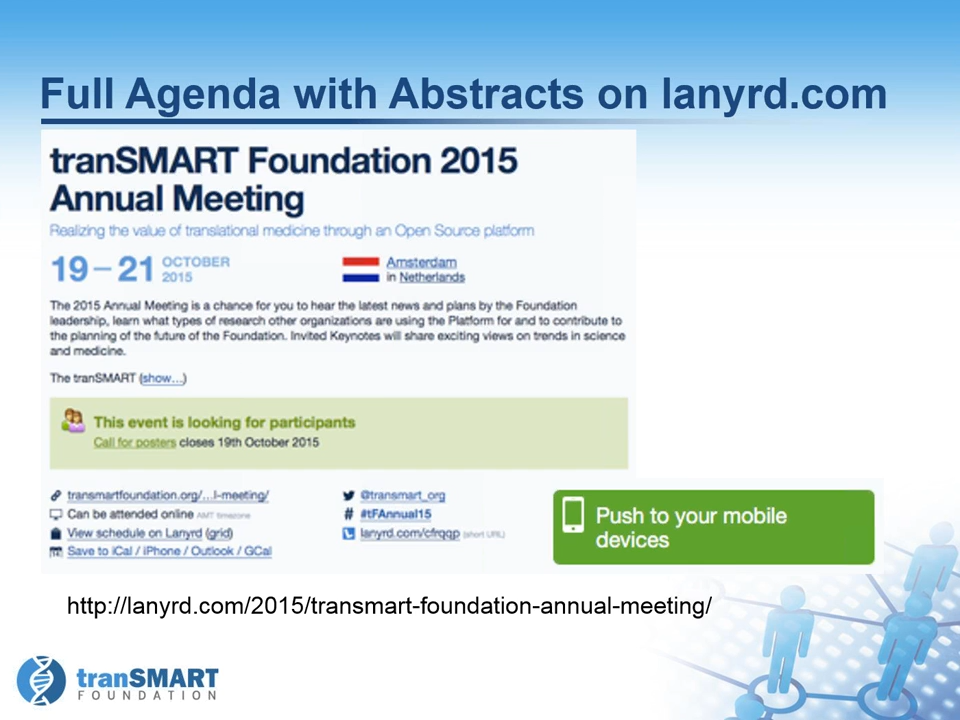 Full Agenda with Abstracts on lanyrd.com
tranSMART Foundation 2015
Annual Meeting
Realizing the value of translational medicine through an Open Source platform
19 – 21 OCTOBER 2015
Amsterdam
in Netherlands
The 2015 Annual Meeting is a chance for you to hear the latest news and plans by the Foundation
leadership, learn what types of research other organizations are using the Platform for and to contribute to
the planning of the future of the Foundation. Invited Keynotes will share exciting views on trends in science
and medicine.
The tranSMART (show...)
This event is looking for participants
Call for posters closes 19th October 2015
transmartfoundation.org/...l-meeting/
Can be attended online AMT timezone
View schedule on Lanyrd (grid)
Save to iCal / iPhone / Outlook / GCal
@transmart_org
#tFAnnual15
lanyrd.com/cfrqqp (short URL)
Push to your mobile
devices
http://lanyrd.com/2015/transmart-foundation-annual-meeting/
tranSMART
FOUNDATION